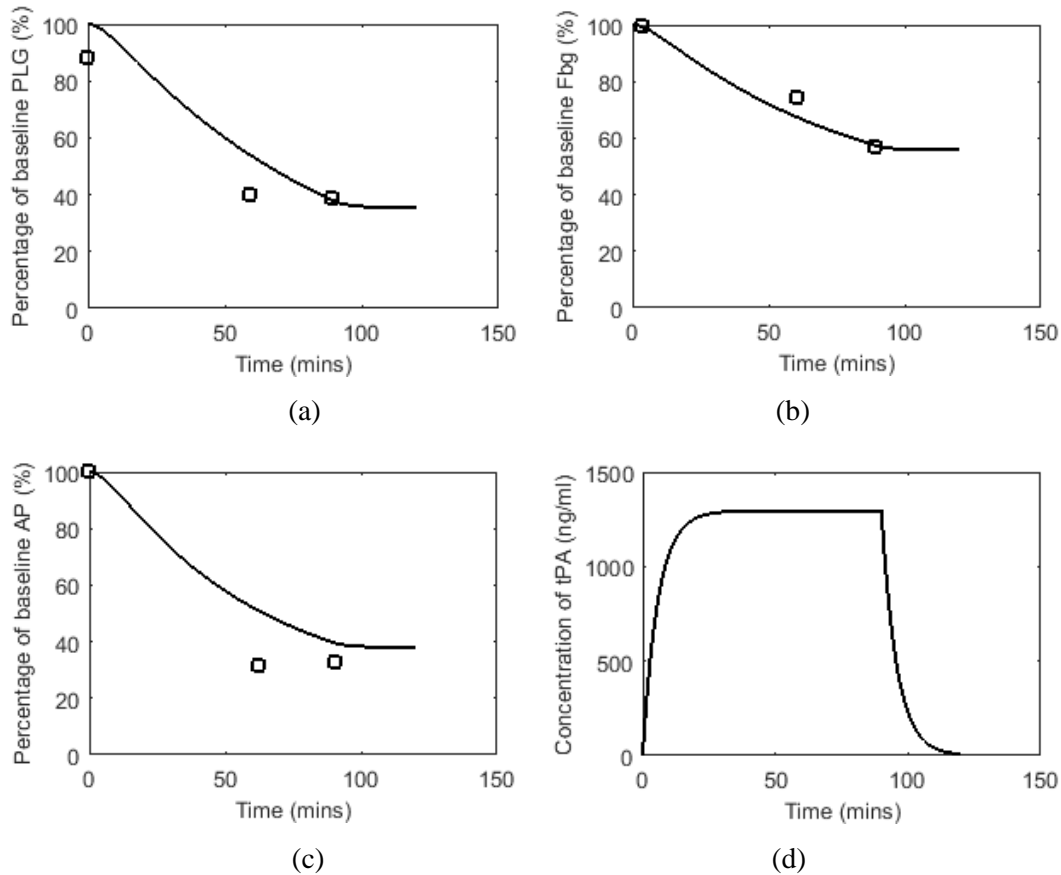 Percentage of baseline PLG (%)
100
80
60
40
20
0
0 50 100 150
Time (mins)
(a)
Percentage of baseline Fbg (%)
100
80
60
40
20
0
0 50 100 150
Time (mins)
(b)
Percentage of baseline AP (%)
100
80
60
40
20
0
0 50 100 150
Time (mins)
(c)
Concentration of tPA (ng/ml)
1500
1000
500
0
0 50 100 150
Time (mins)
(d)